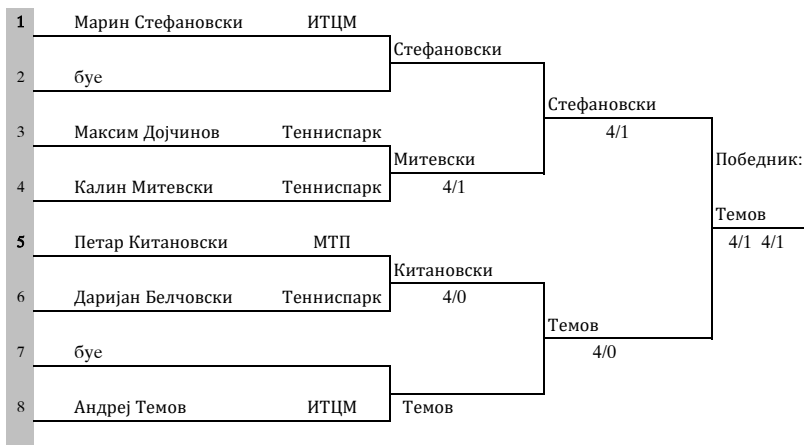 1 Марин Стефановски ИТЦМ
Стефановски
2 буе
Стефановски
4/1
3 Максим Дојчинов Тенниспарк
Митевски
4/1
Победник:
4 Калин Митевски Тенниспарк
Темов
4/1 4/1
5 Петар Китановски МТП
Китановски
4/0
6 Даријан Белчовски Тенниспарк
Темов
4/0
7 буе
8 Андреј Темов ИТЦМ Темов